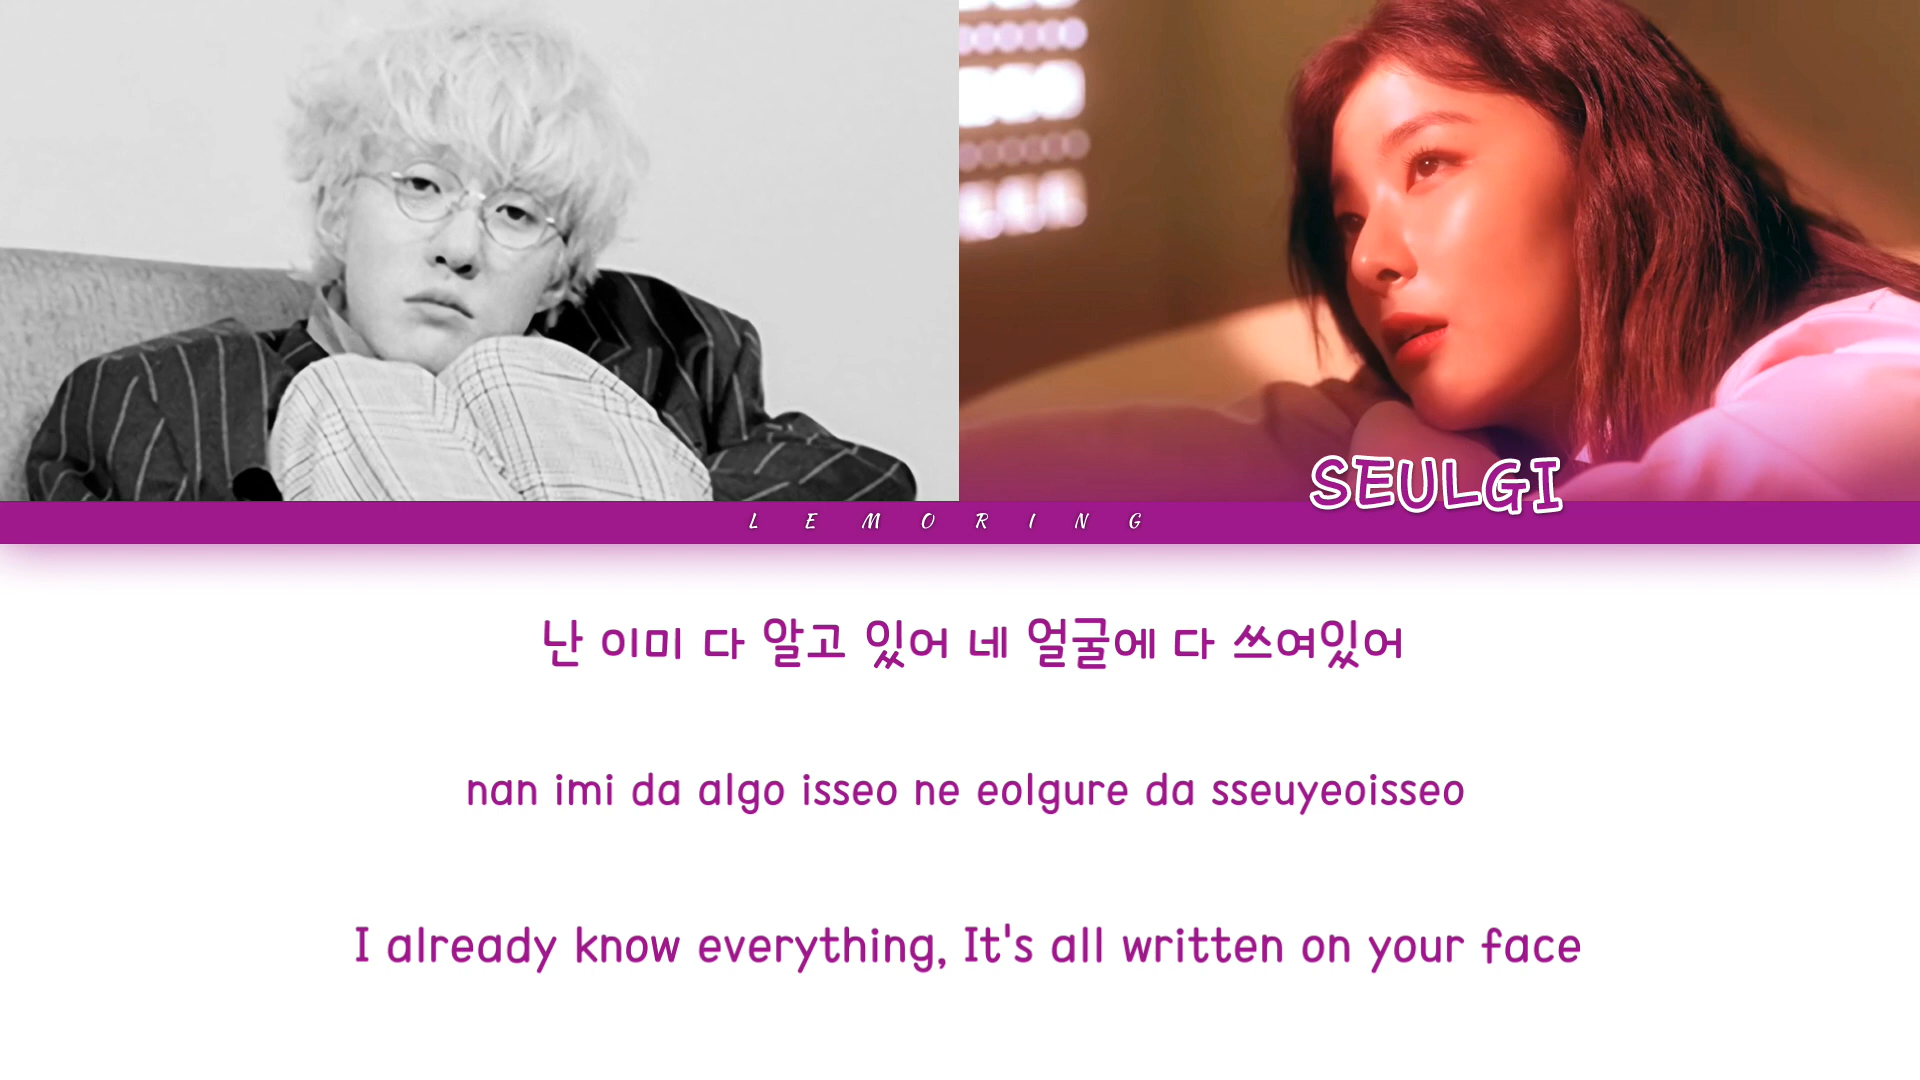 SEULGI
LEMORING
난 이미 다 알고 있어 네 얼굴에 다 쓰여있어
nan imi da algo isseo ne eolgure da sseuyeoisseo
I already know everything, It's all written on your face